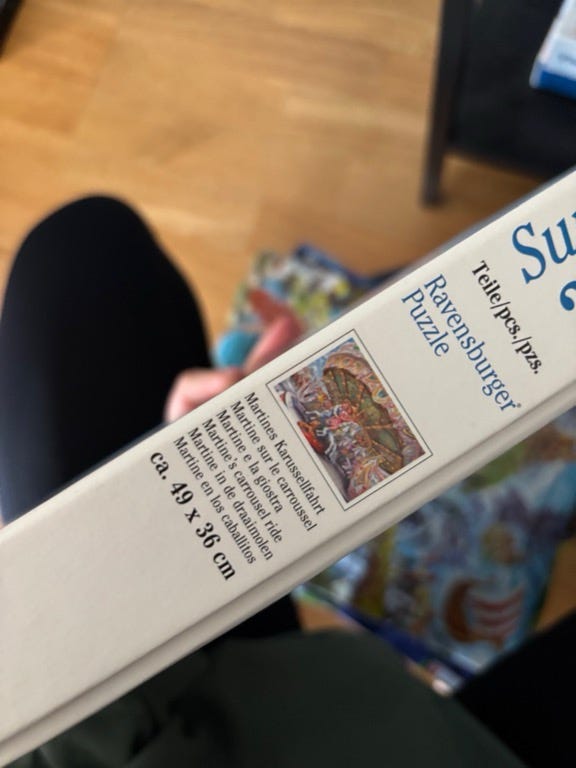 Teile/pcs./pzs.
Ravensburger®
Puzzle
Martines Karussellfahrt
Martine sur le carroussel
Martine e la giostra
Martine's carrousel ride
Martine in de draaimolen
Martine en los caballitos
ca. 49 x 36 cm